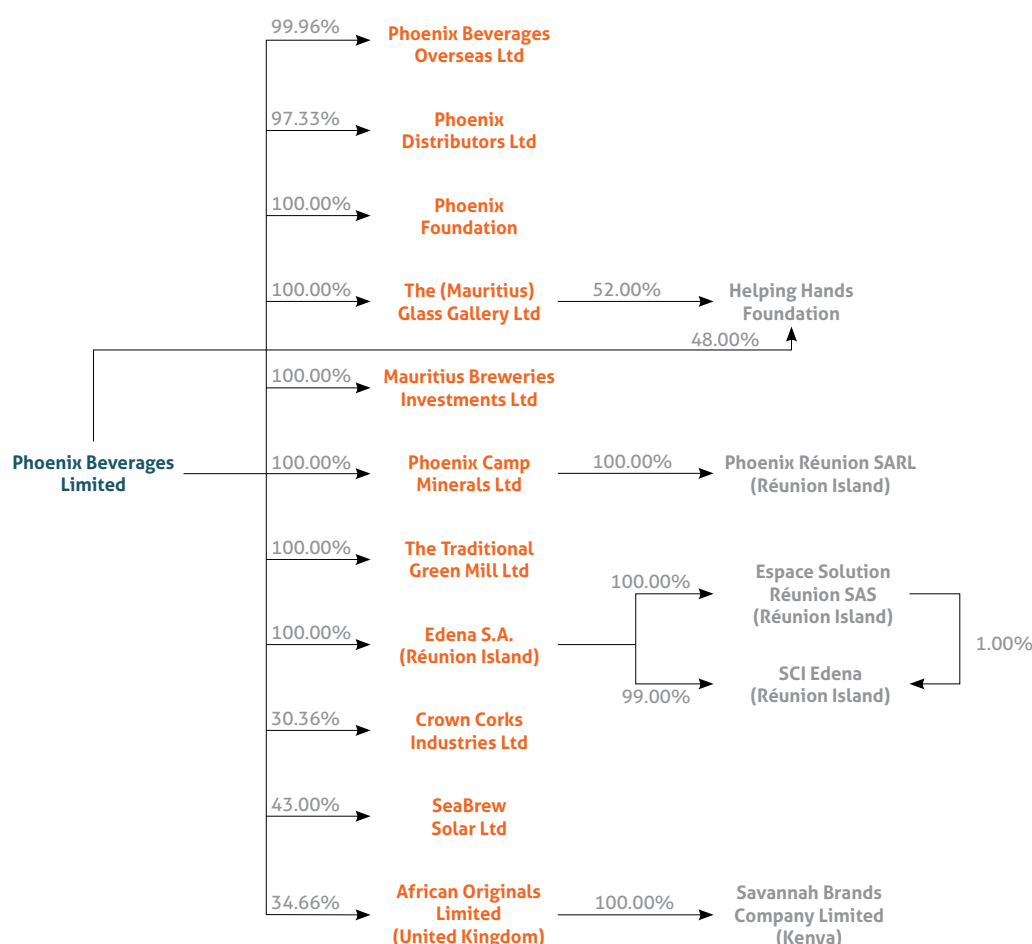 99.96%
Phoenix Beverages
Overseas Ltd
97.33%
Phoenix
Distributors Ltd
100.00%
Phoenix
Foundation
100.00%
The (Mauritius)
Glass Gallery Ltd
52.00%
Helping Hands
Foundation
48.00%
100.00%
Mauritius Breweries
Investments Ltd
Phoenix Beverages
Limited
100.00%
Phoenix Camp
Minerals Ltd
100.00%
Phoenix Réunion SARL
(Réunion Island)
100.00%
The Traditional
Green Mill Ltd
100.00%
Edena S.A.
(Réunion Island)
100.00%
Espace Solution
Réunion SAS
(Réunion Island)
1.00%
99.00%
SCI Edena
(Réunion Island)
30.36%
Crown Corks
Industries Ltd
43.00%
SeaBrew
Solar Ltd
34.66%
African Originals
Limited
(United Kingdom)
100.00%
Savannah Brands
Company Limited
(Kenya)